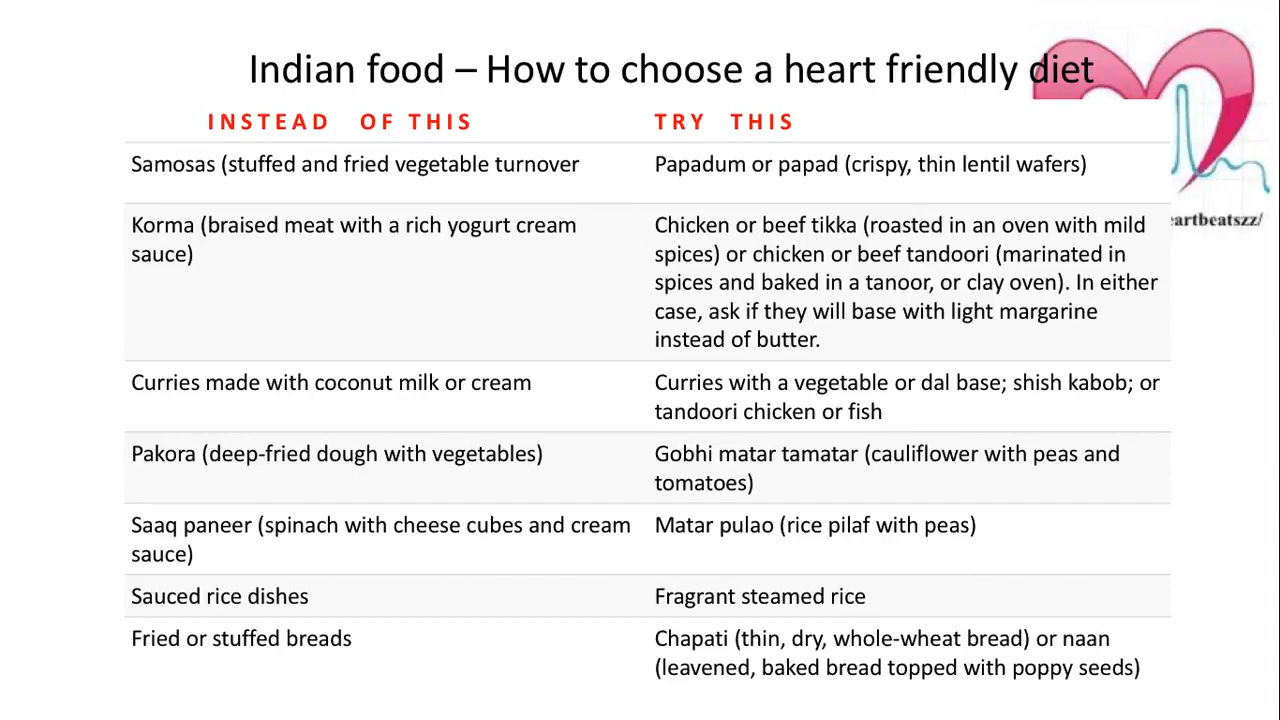 Indian food – How to choose a heart friendly diet
INSTEAD OF THIS
TRY THIS
Samosas (stuffed and fried vegetable turnover
Papadum or papad (crispy, thin lentil wafers)
Korma (braised meat with a rich yogurt cream
sauce)
Chicken or beef tikka (roasted in an oven with mild
spices) or chicken or beef tandoori (marinated in
spices and baked in a tanoor, or clay oven). In either
case, ask if they will base with light margarine
instead of butter.
Curries made with coconut milk or cream
Curries with a vegetable or dal base; shish kabob; or
tandoori chicken or fish
Pakora (deep-fried dough with vegetables)
Gobhi matar tamatar (cauliflower with peas and
tomatoes)
Saaq paneer (spinach with cheese cubes and cream
sauce)
Matar pulao (rice pilaf with peas)
Sauced rice dishes
Fragrant steamed rice
Fried or stuffed breads
Chapati (thin, dry, whole-wheat bread) or naan
(leavened, baked bread topped with poppy seeds)
eartbeatszz/